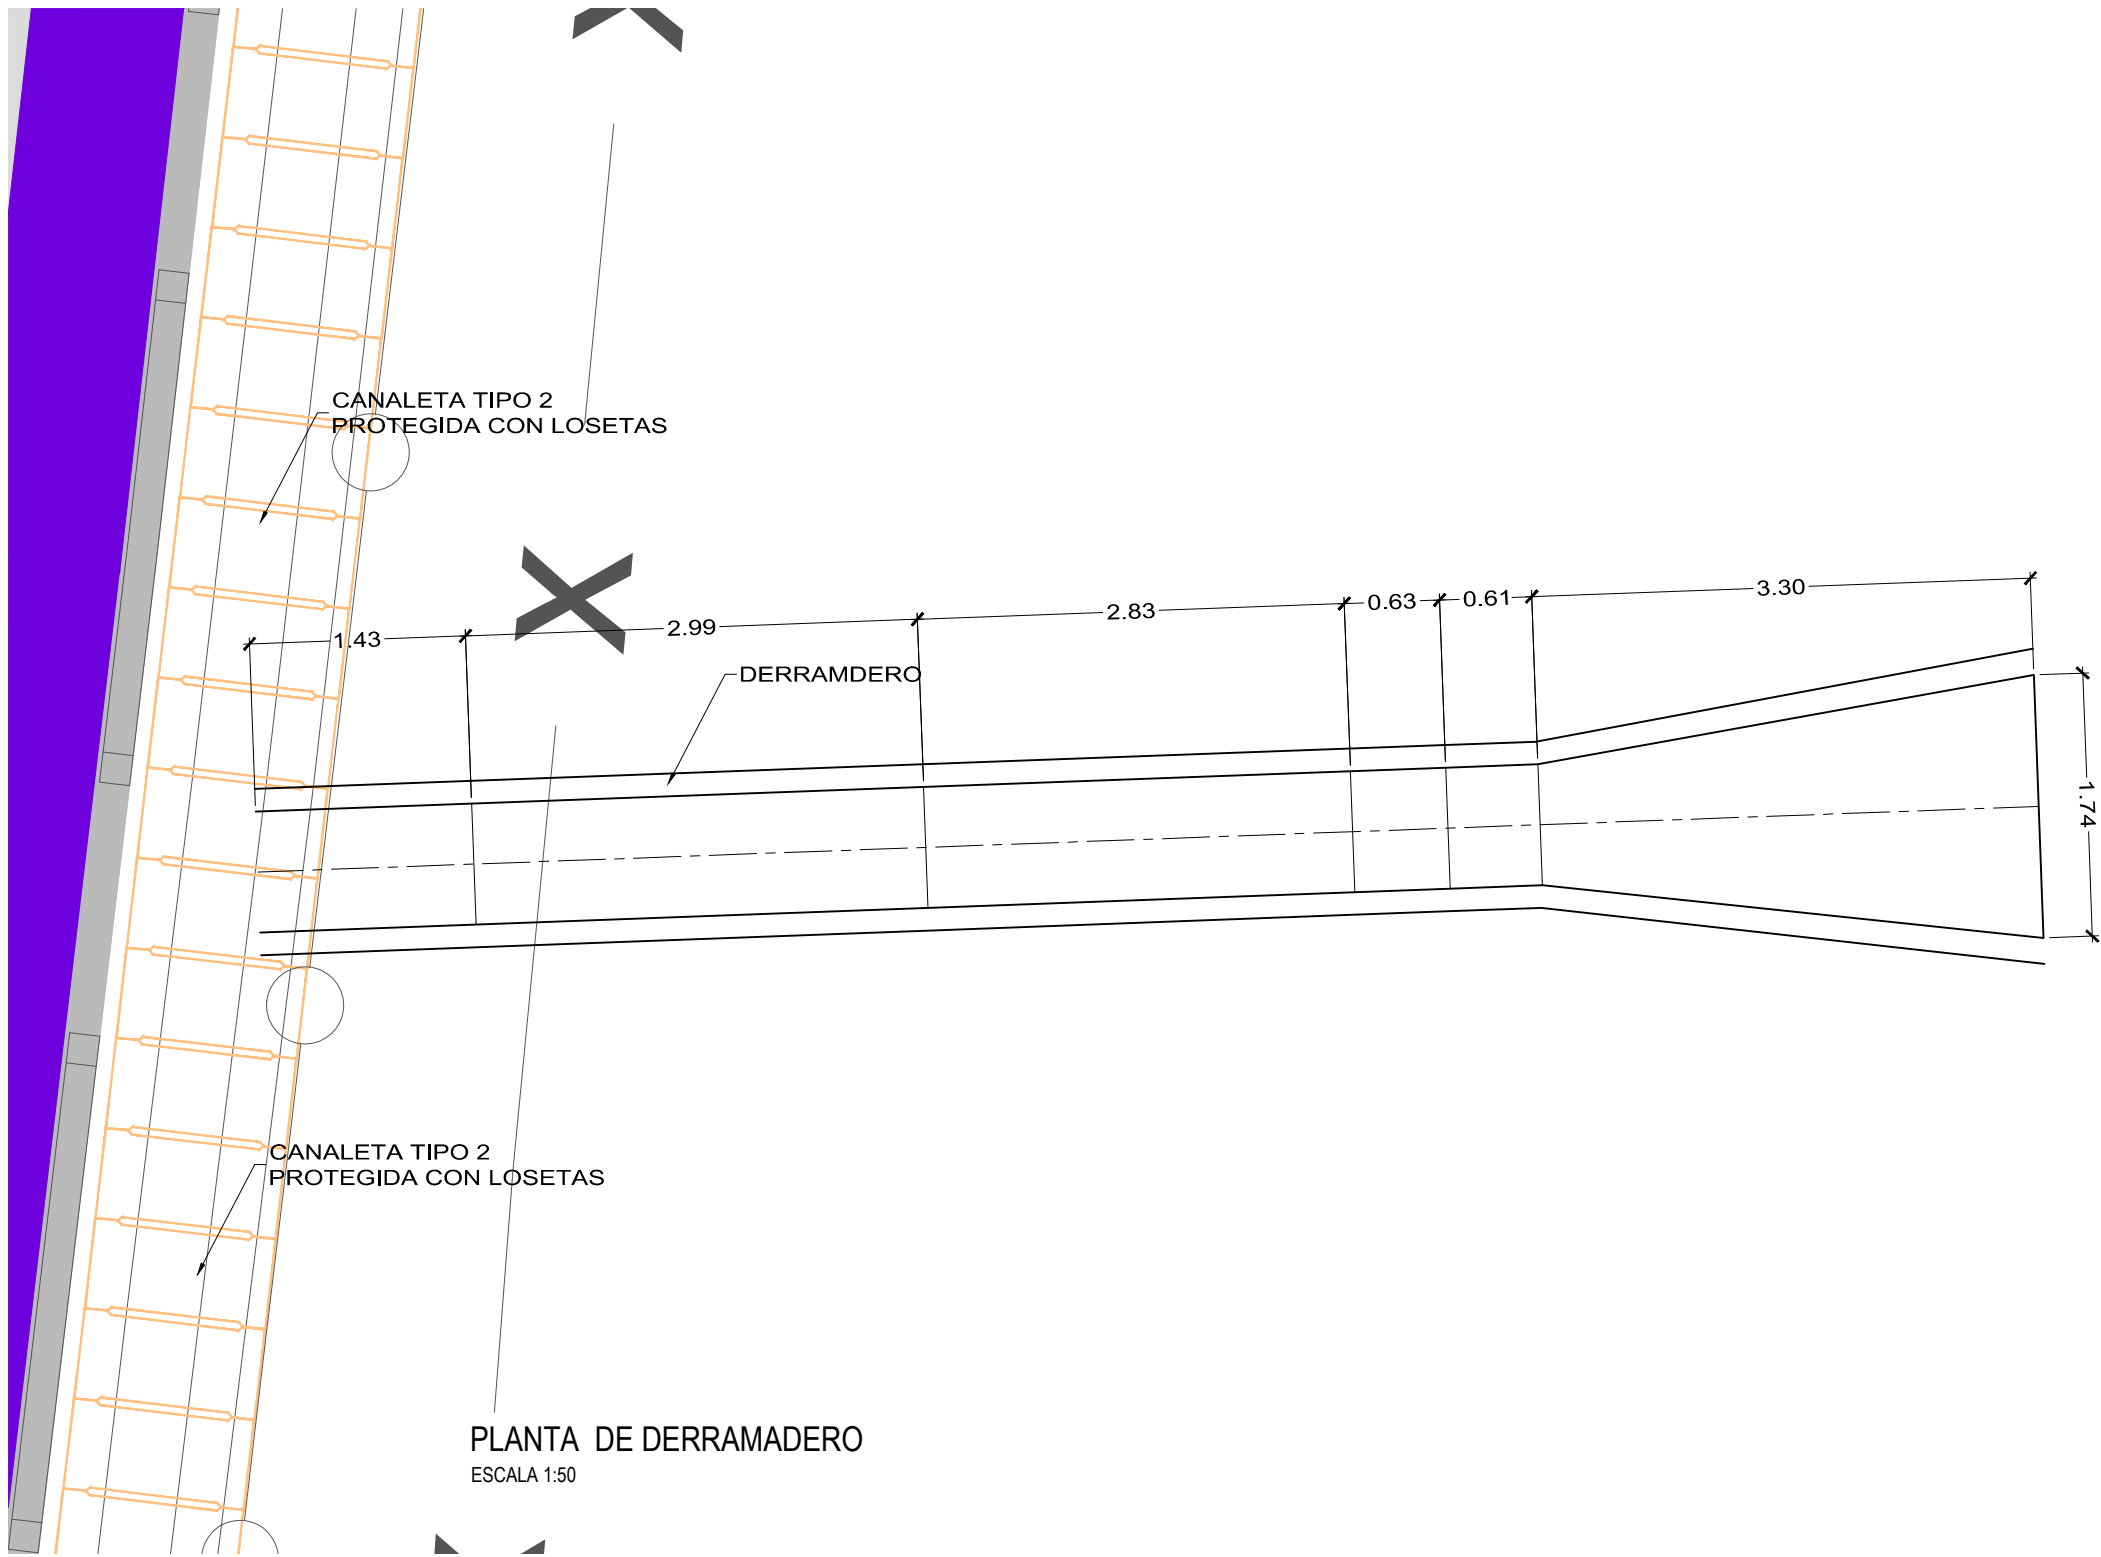 CANALETA TIPO 2
PROTEGIDA CON LOSETAS
1.43
2.99
2.83
0.63
0.61
3.30
DERRAMDERO
1.74
CANALETA TIPO 2
PROTEGIDA CON LOSETAS
PLANTA DE DERRAMADERO
ESCALA 1:50